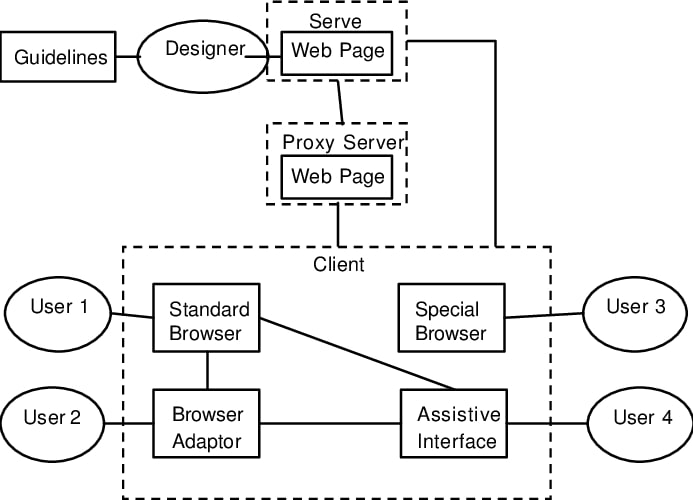 Serve
Guidelines
Designer
Web Page
Proxy Server
Web Page
Client
User 1
Standard
Browser
Special
Browser
User 3
User 2
Browser
Adaptor
Assistive
Interface
User 4